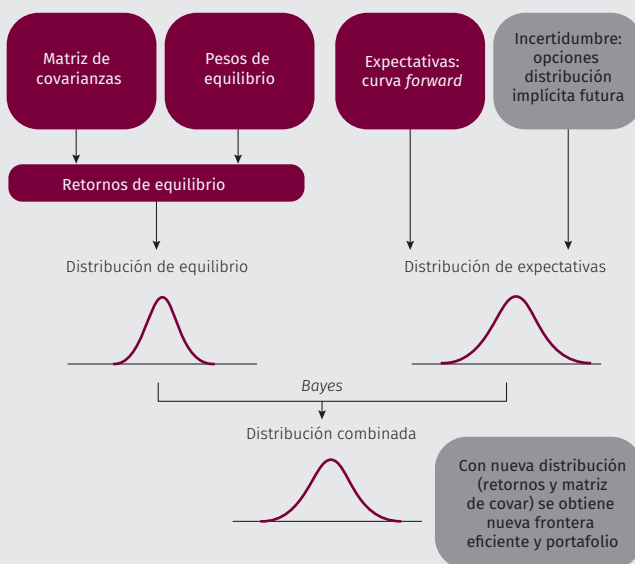 Matriz de
covarianzas
Pesos de
equilibrio
Expectativas:
curva forward
Incertidumbre:
opciones
distribución
implícita futura
Retornos de equilibrio
Distribución de equilibrio
Distribución de expectativas
Bayes
Distribución combinada
Con nueva distribución
(retornos y matriz
de covar) se obtiene
nueva frontera
eficiente y portafolio